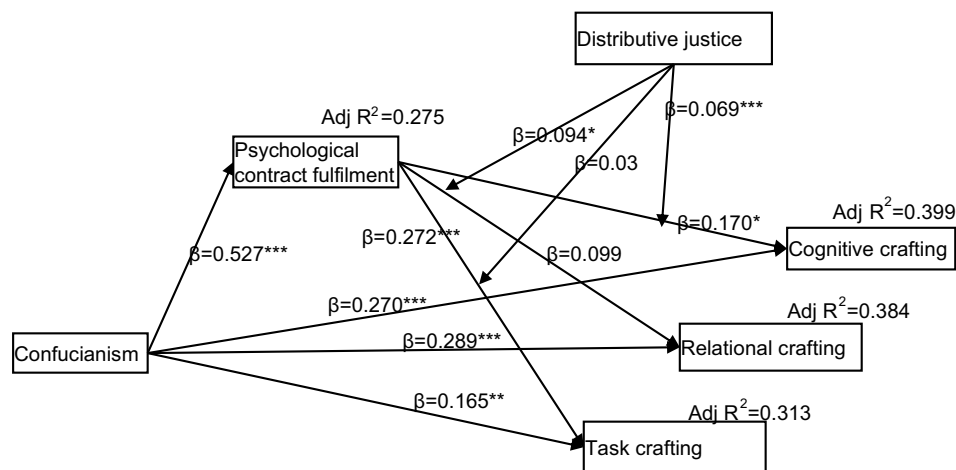 Distributive justice
β=0.069***
Adj R²=0.275
β=0.094*
Psychological
contract fulfilment
β=0.03
Adj R²=0.399
β=0.170*
β=0.272***
β=0.527***
β=0.099
Cognitive crafting
β=0.270***
Adj R²=0.384
β=0.289***
Confucianism
Relational crafting
β=0.165**
Adj R²=0.313
Task crafting